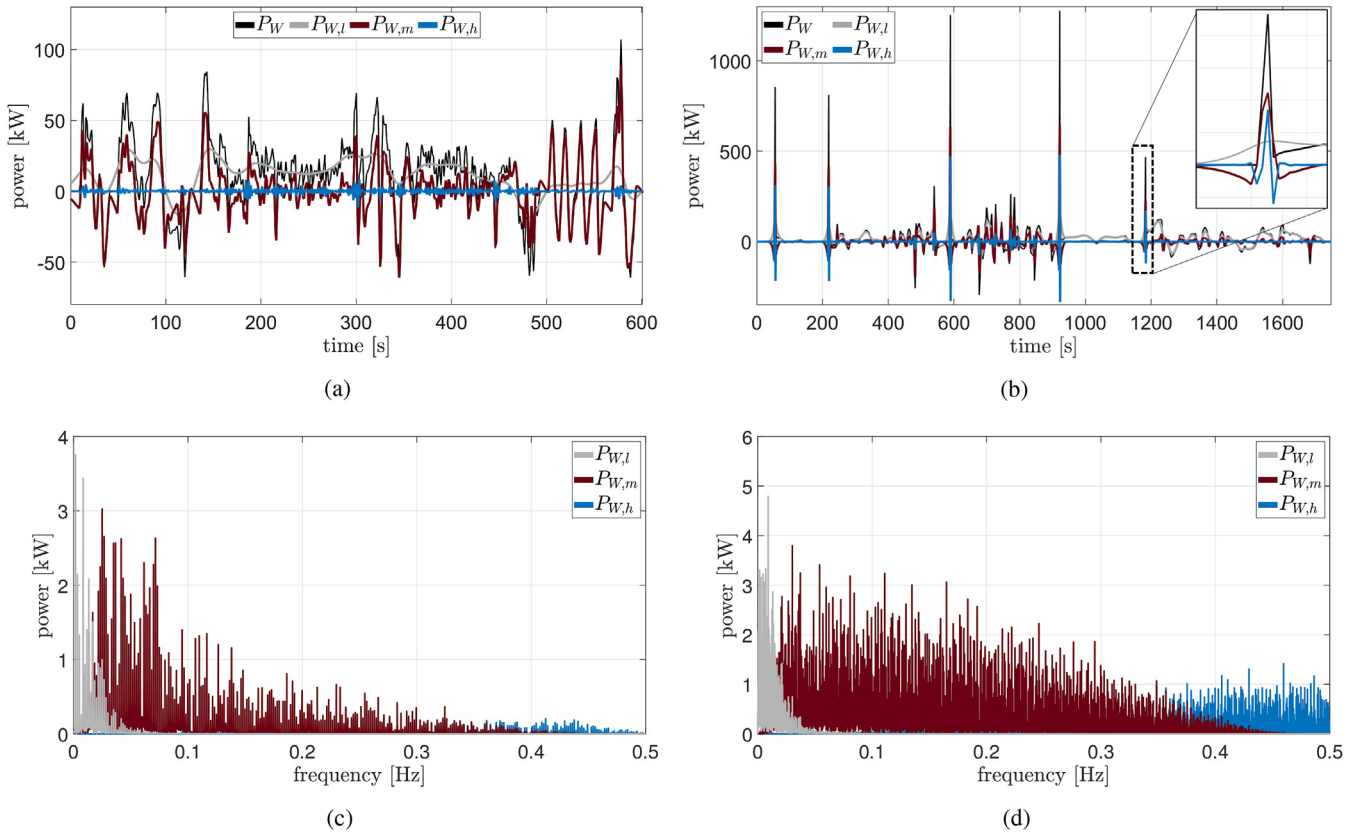 P_W P_{W,l} P_{W,m} P_{W,h}
100
50
0
-50
power [kW]
0 100 200 300 400 500 600
time [s]
(a)
P_W P_{W,l}
P_{W,m} P_{W,h}
1000
500
0
power [kW]
0 200 400 600 800 1000 1200 1400 1600
time [s]
(b)
P_{W,l}
P_{W,m}
P_{W,h}
4
3
2
1
0
power [kW]
0 0.1 0.2 0.3 0.4 0.5
frequency [Hz]
(c)
P_{W,l}
P_{W,m}
P_{W,h}
6
5
4
3
2
1
0
power [kW]
0 0.1 0.2 0.3 0.4 0.5
frequency [Hz]
(d)